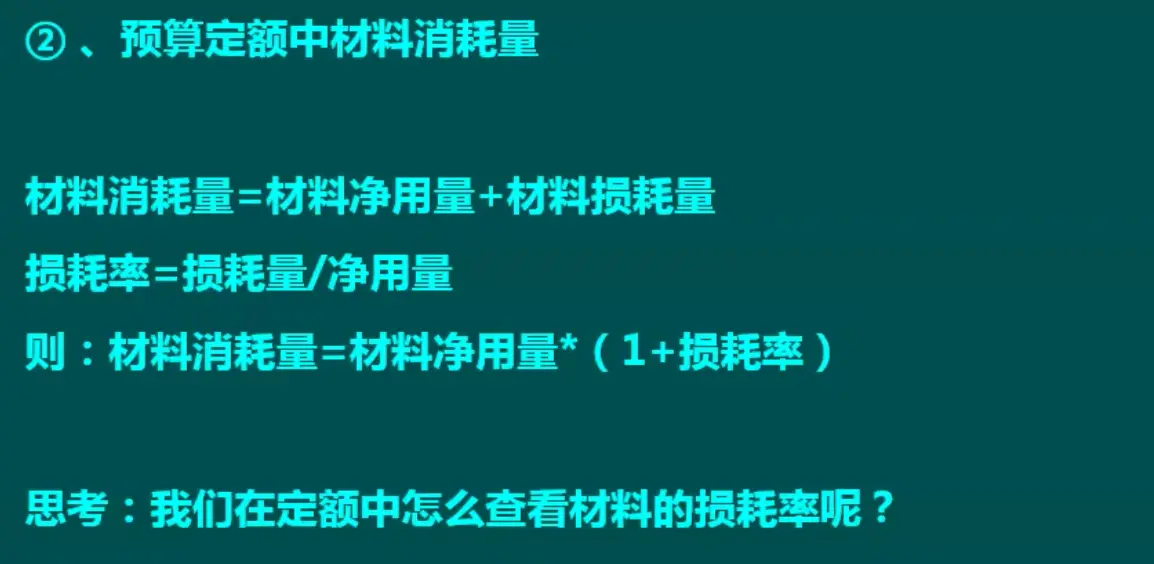 ②、预算定额中材料消耗量
材料消耗量=材料净用量+材料损耗量
损耗率=损耗量/净用量
则：材料消耗量=材料净用量*（1+损耗率）
思考：我们在定额中怎么查看材料的损耗率呢？